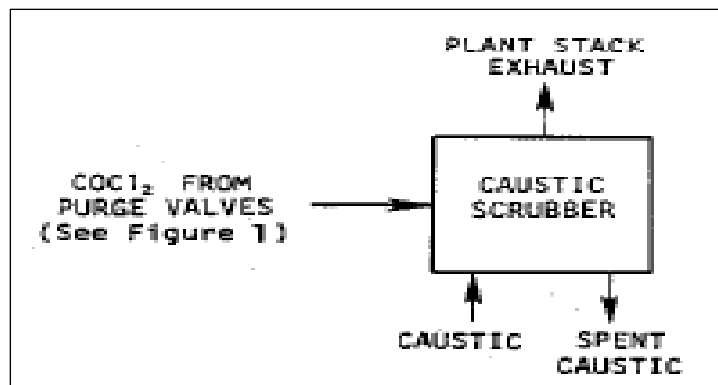 PLANT STACK
EXHAUST
COCl₂ FROM
PURGE VALVES
(See Figure 1)
CAUSTIC
SCRUBBER
CAUSTIC
SPENT
CAUSTIC